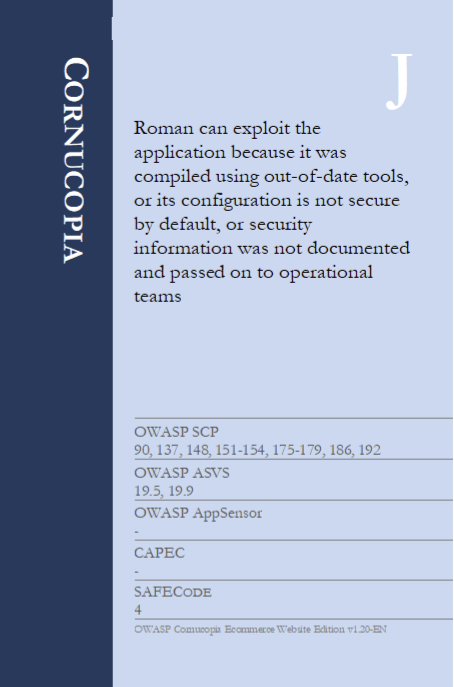 CORNUCOPIA
J
Roman can exploit the
application because it was
compiled using out-of-date tools,
or its configuration is not secure
by default, or security
information was not documented
and passed on to operational
teams
OWASP SCP
90, 137, 148, 151-154, 175-179, 186, 192
OWASP ASVS
19.5, 19.9
OWASP AppSensor
-
CAPEC
-
SAFECODE
4
OWASP Cornucopia Ecommerce Website Edition v1.20-EN